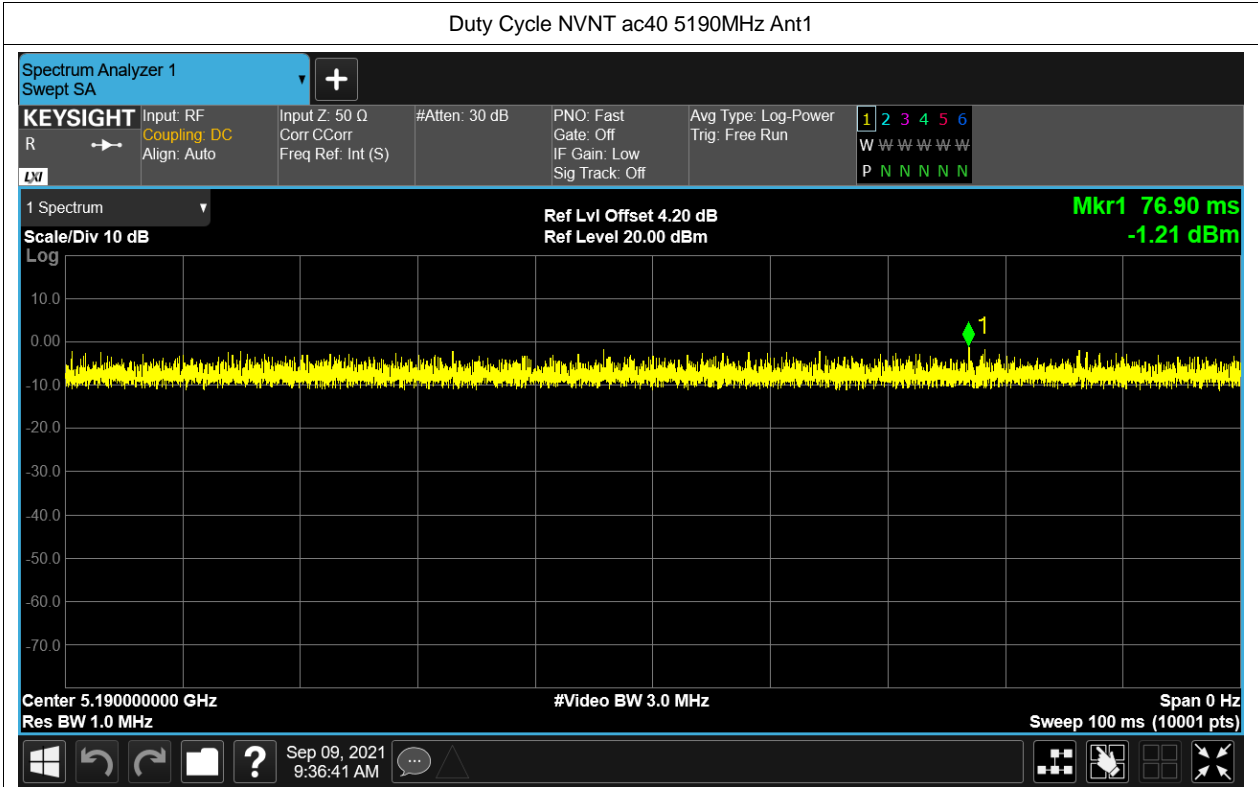 Duty Cycle NVNT ac40 5190MHz Ant1
Spectrum Analyzer 1
Swept SA
KEYSIGHT
R
LXI
Input: RF
Coupling: DC
Align: Auto
Input Z: 50 Ω
Corr CCorr
Freq Ref: Int (S)
#Atten: 30 dB
PNO: Fast
Gate: Off
IF Gain: Low
Sig Track: Off
Avg Type: Log-Power
Trig: Free Run
1 2 3 4 5 6
W W W W W W
P N N N N N
1 Spectrum
Scale/Div 10 dB
Ref Lvl Offset 4.20 dB
Ref Level 20.00 dBm
Mkr1 76.90 ms
-1.21 dBm
Log
10.0
0.00
-10.0
-20.0
-30.0
-40.0
-50.0
-60.0
-70.0
1
Center 5.190000000 GHz
Res BW 1.0 MHz
#Video BW 3.0 MHz
Span 0 Hz
Sweep 100 ms (10001 pts)
?
Sep 09, 2021
9:36:41 AM